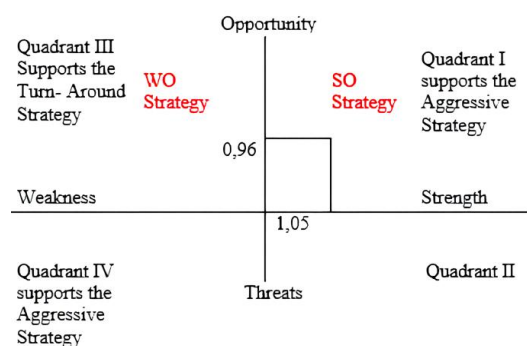 Opportunity
Quadrant III
Supports the
Turn- Around
Strategy
WO
Strategy
SO
Strategy
Quadrant I
supports the
Aggressive
Strategy
0,96
Weakness
Strength
1,05
Quadrant IV
supports the
Aggressive
Strategy
Threats
Quadrant II